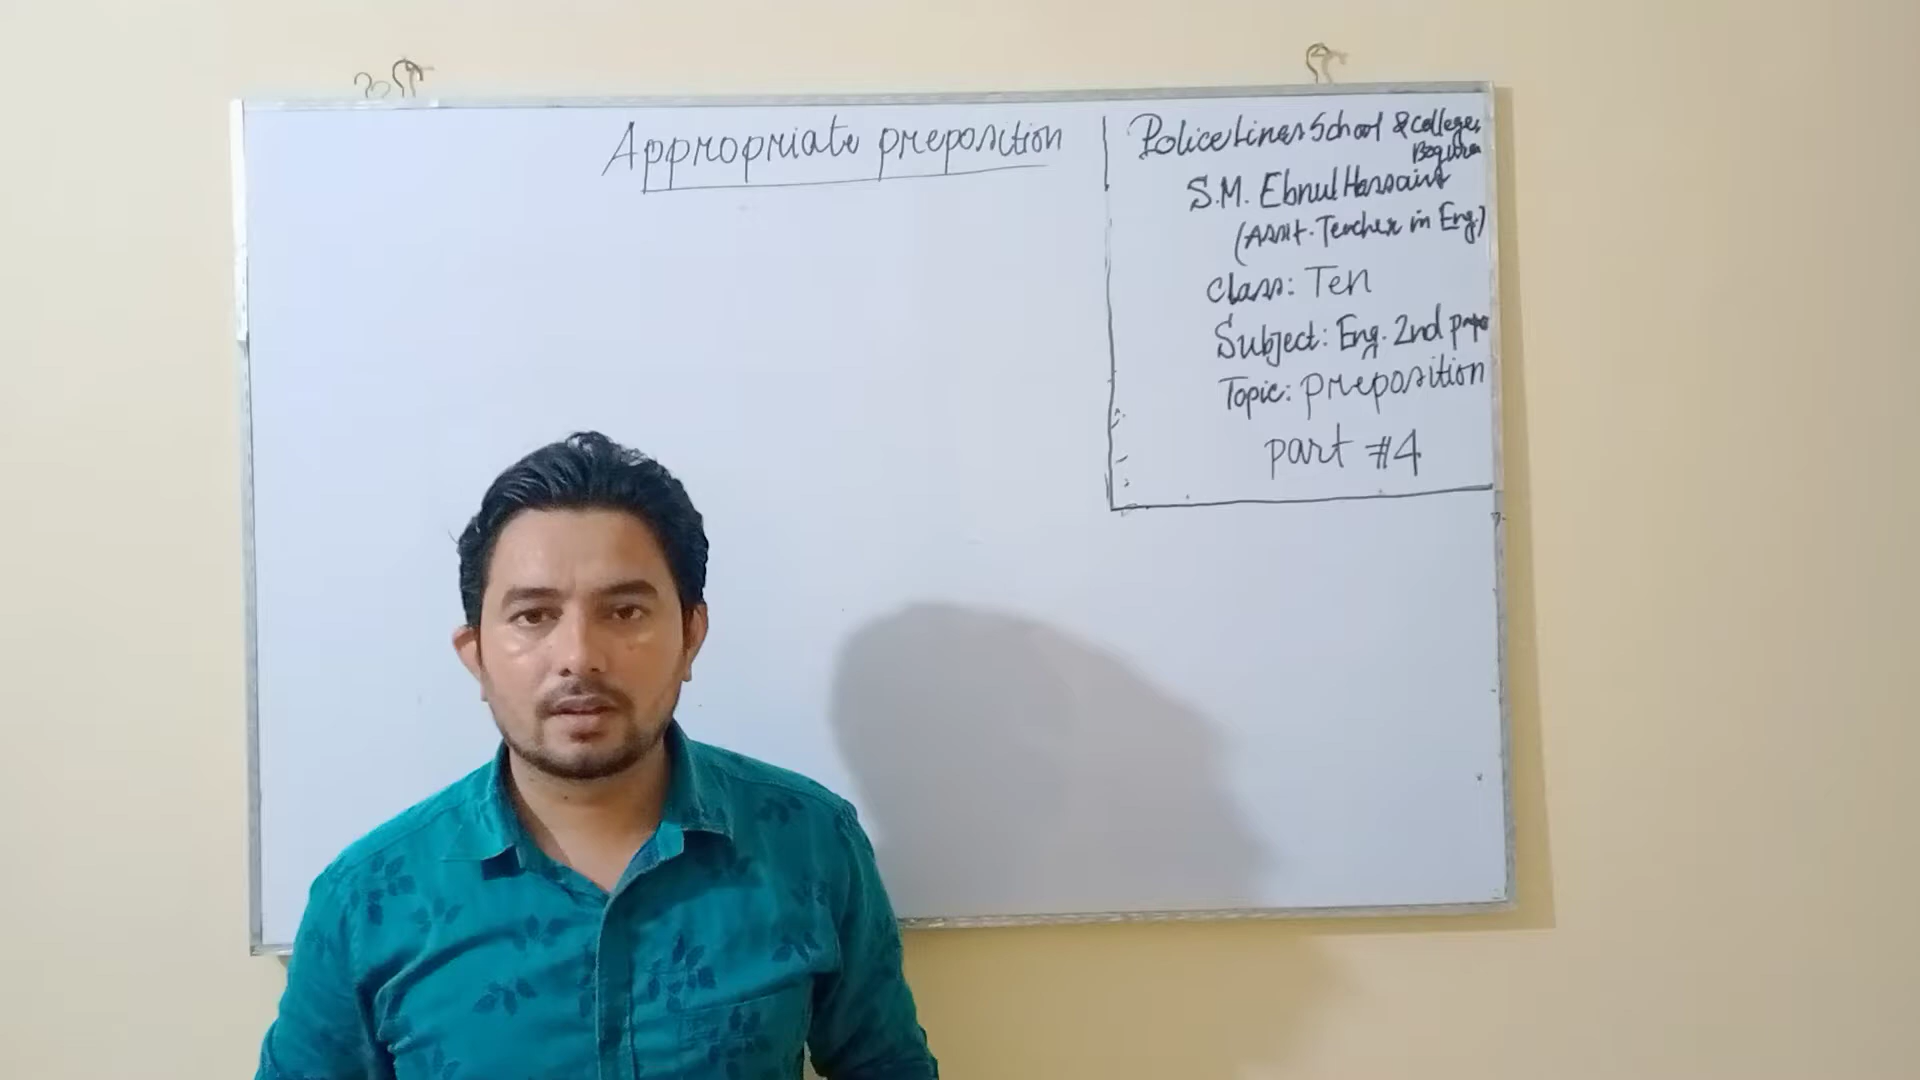 Appropriate preposition
Police Lines School & College,
Bogura
S.M. Ebnul Hassain
(Asst. Teacher in Eng.)
Class: Ten
Subject: Eng. 2nd paper
Topic: preposition
part #4